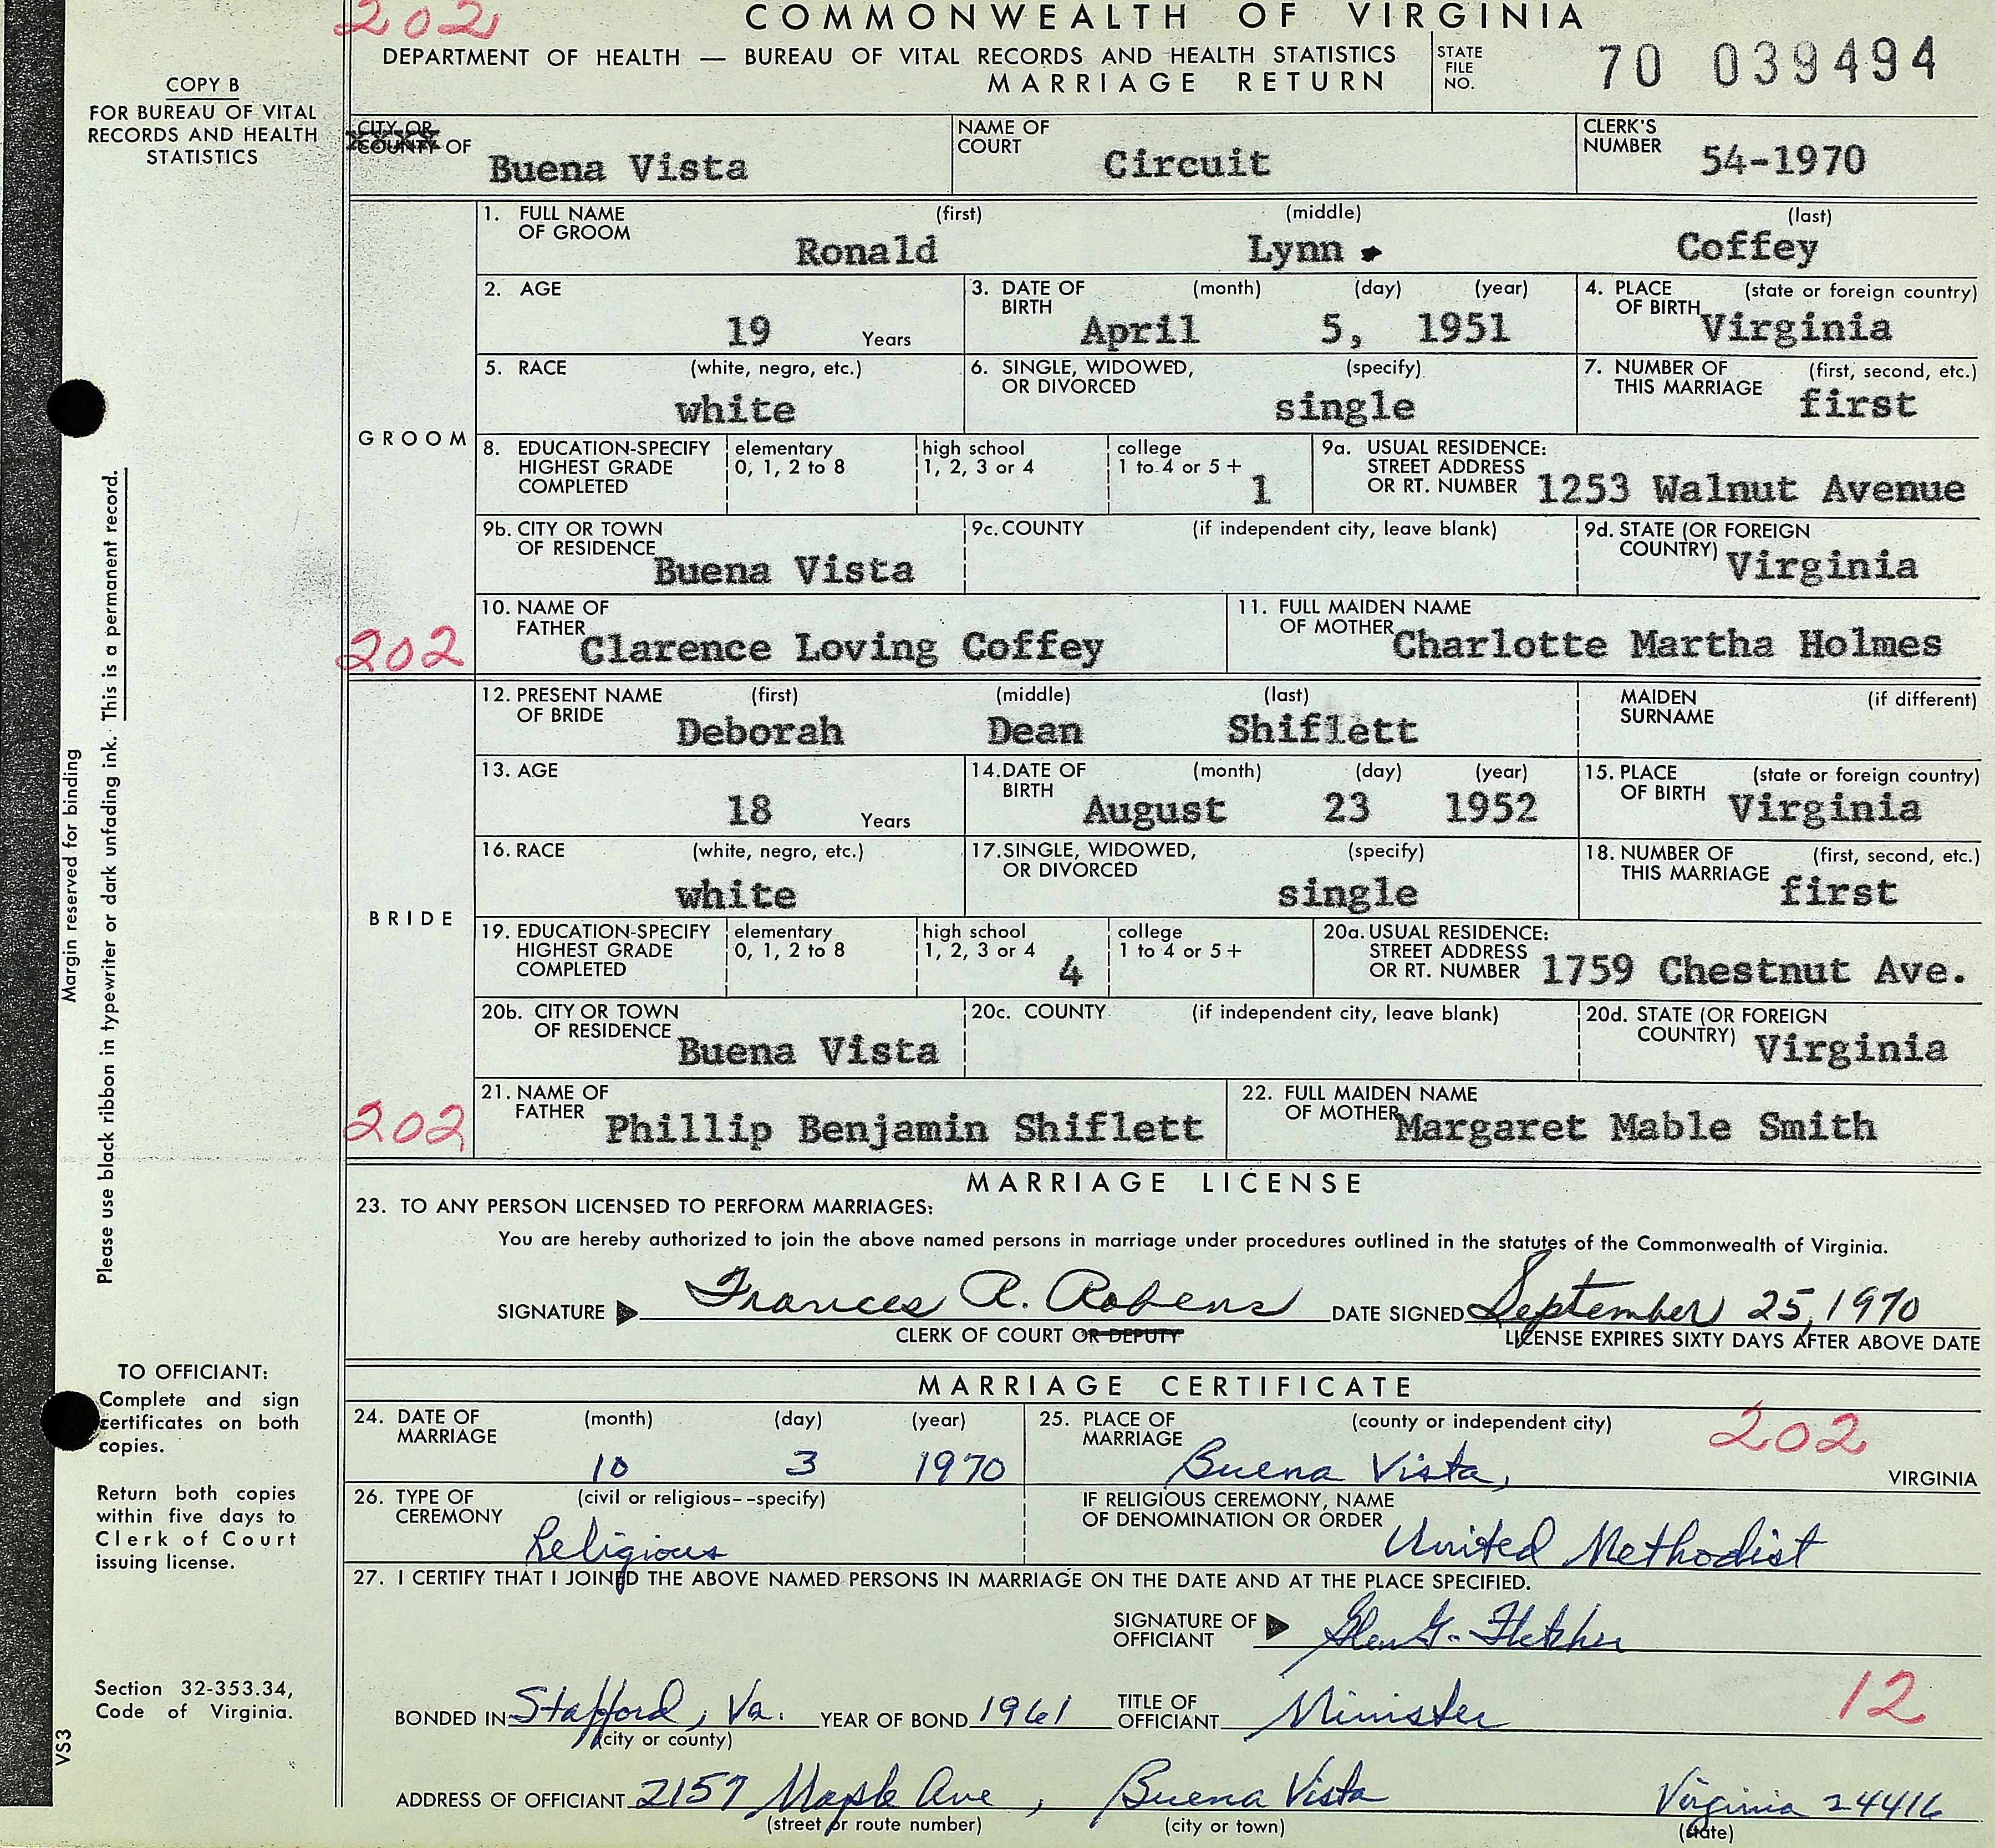 202
COMMONWEALTH OF VIRGINIA
DEPARTMENT OF HEALTH — BUREAU OF VITAL RECORDS AND HEALTH STATISTICS
MARRIAGE RETURN
STATE FILE NO. 70 039494
COPY B
FOR BUREAU OF VITAL
RECORDS AND HEALTH
STATISTICS
CITY OR
COUNTY OF Buena Vista
NAME OF COURT Circuit
CLERK'S NUMBER 54-1970
GROOM
1. FULL NAME OF GROOM (first) Ronald (middle) Lynn (last) Coffey
2. AGE 19 Years
3. DATE OF BIRTH (month) (day) (year) April 5, 1951
4. PLACE OF BIRTH (state or foreign country) Virginia
5. RACE (white, negro, etc.) white
6. SINGLE, WIDOWED, OR DIVORCED (specify) single
7. NUMBER OF THIS MARRIAGE (first, second, etc.) first
8. EDUCATION-SPECIFY HIGHEST GRADE COMPLETED elementary 0, 1, 2 to 8 high school 1, 2, 3 or 4 college 1 to 4 or 5+ 1
9a. USUAL RESIDENCE: STREET ADDRESS OR RT. NUMBER 1253 Walnut Avenue
9b. CITY OR TOWN OF RESIDENCE Buena Vista
9c. COUNTY (if independent city, leave blank)
9d. STATE (OR FOREIGN COUNTRY) Virginia
10. NAME OF FATHER Clarence Loving Coffey
11. FULL MAIDEN NAME OF MOTHER Charlotte Martha Holmes
202
BRIDE
12. PRESENT NAME OF BRIDE (first) Deborah (middle) Dean (last) Shiflett
MAIDEN SURNAME (if different)
13. AGE 18 Years
14. DATE OF BIRTH (month) (day) (year) August 23 1952
15. PLACE OF BIRTH (state or foreign country) Virginia
16. RACE (white, negro, etc.) white
17. SINGLE, WIDOWED, OR DIVORCED (specify) single
18. NUMBER OF THIS MARRIAGE (first, second, etc.) first
19. EDUCATION-SPECIFY HIGHEST GRADE COMPLETED elementary 0, 1, 2 to 8 high school 1, 2, 3 or 4 4 college 1 to 4 or 5+
20a. USUAL RESIDENCE: STREET ADDRESS OR RT. NUMBER 1759 Chestnut Ave.
20b. CITY OR TOWN OF RESIDENCE Buena Vista
20c. COUNTY (if independent city, leave blank)
20d. STATE (OR FOREIGN COUNTRY) Virginia
21. NAME OF FATHER Phillip Benjamin Shiflett
22. FULL MAIDEN NAME OF MOTHER Margaret Mable Smith
202
MARRIAGE LICENSE
23. TO ANY PERSON LICENSED TO PERFORM MARRIAGES:
You are hereby authorized to join the above named persons in marriage under procedures outlined in the statutes of the Commonwealth of Virginia.
SIGNATURE Frances R. Robens DATE SIGNED September 25, 1970
CLERK OF COURT OR DEPUTY
LICENSE EXPIRES SIXTY DAYS AFTER ABOVE DATE
MARRIAGE CERTIFICATE
24. DATE OF MARRIAGE (month) (day) (year) 10 3 1970
25. PLACE OF MARRIAGE (county or independent city) Buena Vista, VIRGINIA
202
26. TYPE OF CEREMONY (civil or religious--specify) Religious
IF RELIGIOUS CEREMONY, NAME OF DENOMINATION OR ORDER United Methodist
27. I CERTIFY THAT I JOINED THE ABOVE NAMED PERSONS IN MARRIAGE ON THE DATE AND AT THE PLACE SPECIFIED.
SIGNATURE OF OFFICIANT Glen G. Fletcher
BONDED IN Stafford, Va. YEAR OF BOND 1961 TITLE OF OFFICIANT Minister
(city or county)
12
ADDRESS OF OFFICIANT 2157 Maple Ave, Buena Vista Virginia 24416
(street or route number) (city or town) (state)
Margin reserved for binding
Please use black ribbon in typewriter or dark unfading ink. This is a permanent record.
TO OFFICIANT:
Complete and sign
certificates on both
copies.
Return both copies
within five days to
Clerk of Court
issuing license.
Section 32-353.34,
Code of Virginia.
VS3